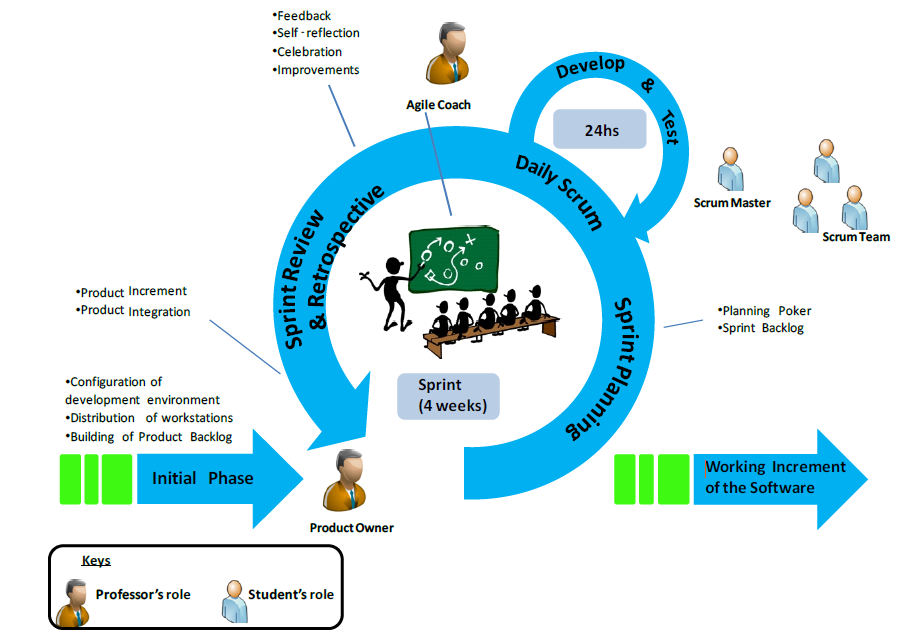 •Feedback
•Self-reflection
•Celebration
•Improvements
Agile Coach
Develop & Test
24hs
Daily Scrum
Scrum Master
Scrum Team
Sprint Review
& Retrospective
•Product Increment
•Product Integration
Sprint Planning
•Planning Poker
•Sprint Backlog
Sprint
(4 weeks)
•Configuration of
development environment
•Distribution of workstations
•Building of Product Backlog
Initial Phase
Product Owner
Working Increment
of the Software
Keys
Professor's role
Student's role